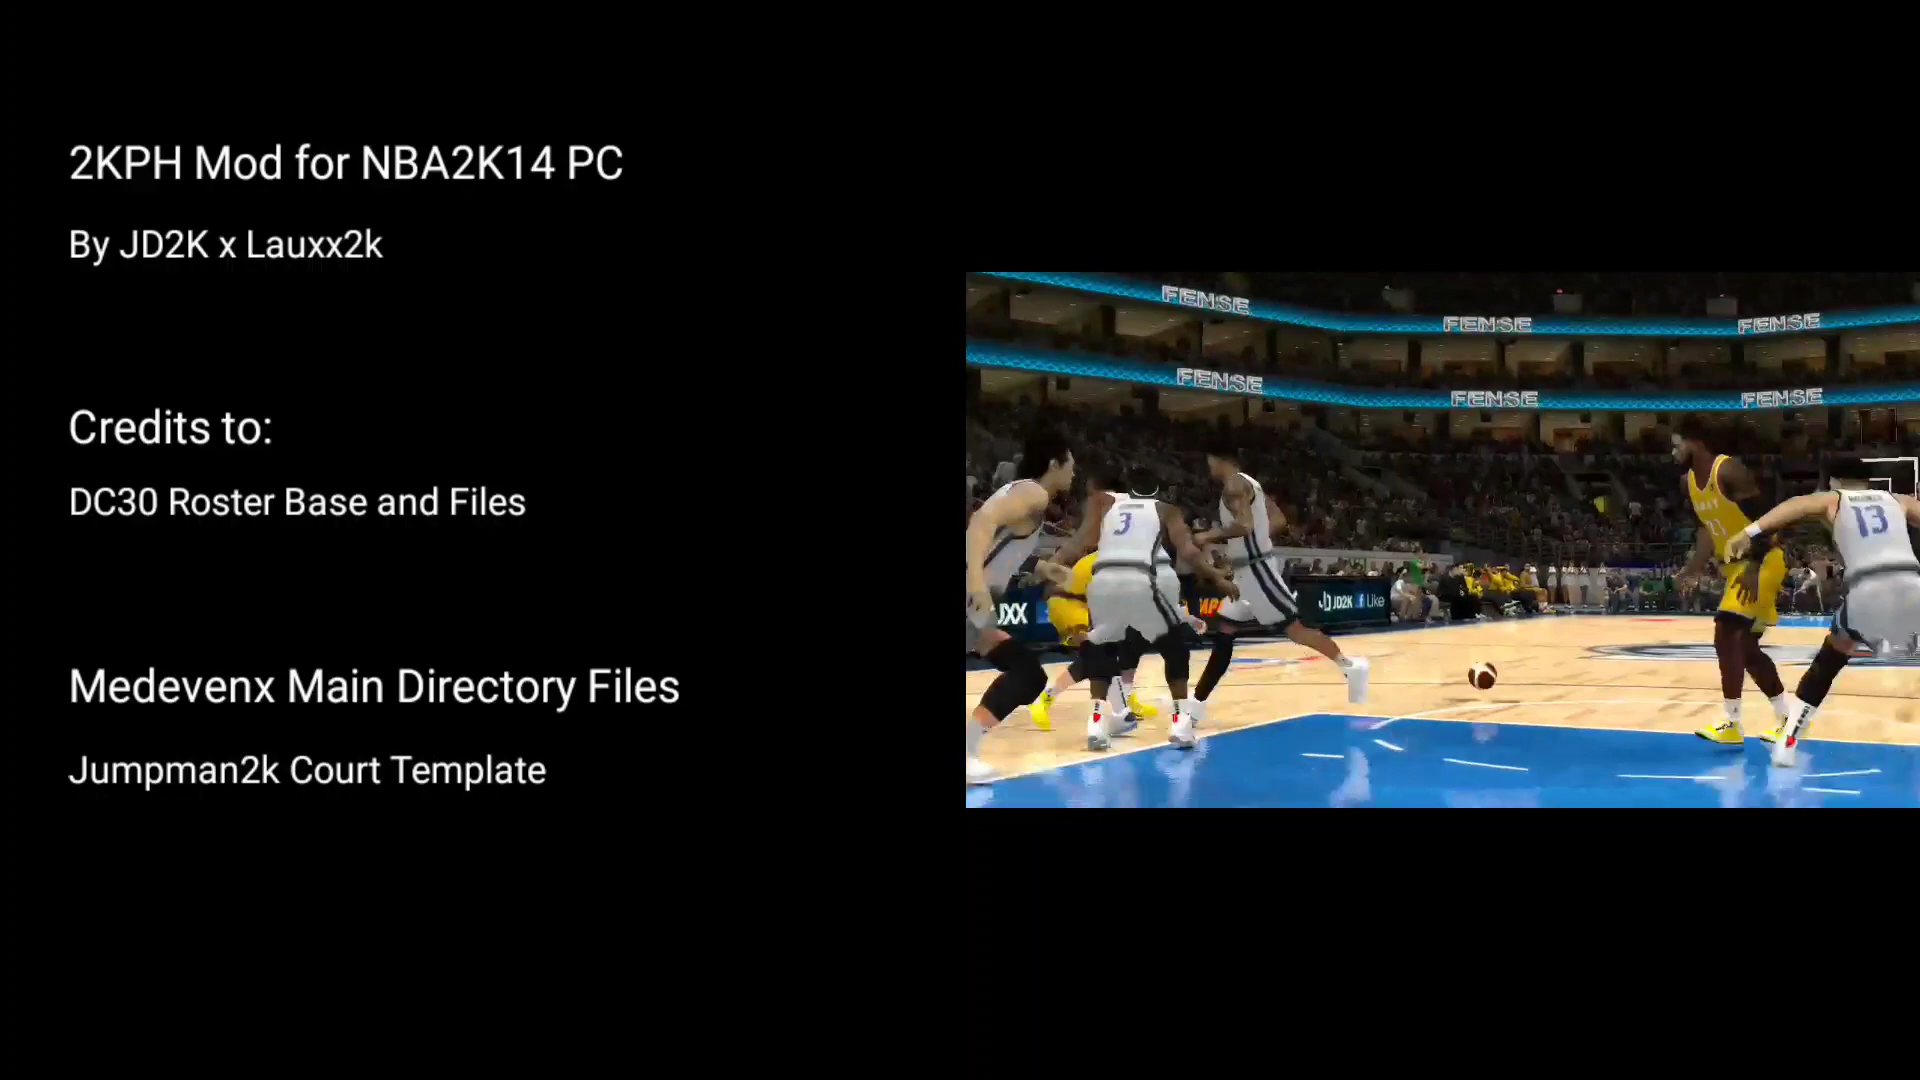 2KPH Mod for NBA2K14 PC
By JD2K x Lauxx2k
Credits to:
DC30 Roster Base and Files
Medevenx Main Directory Files
Jumpman2k Court Template
FENSE
FENSE
FENSE
FENSE
FENSE
FENSE
3
13
JD2K f Like